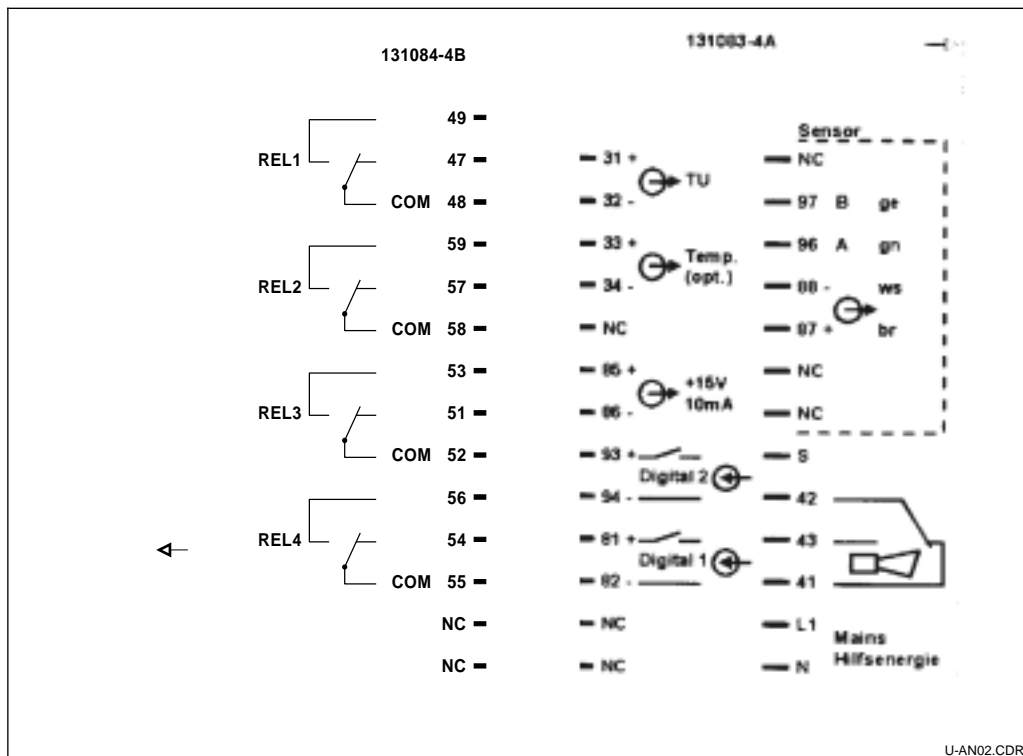 131084-4B
131083-4A
49
REL1
47
COM 48
59
REL2
57
COM 58
53
REL3
51
COM 52
56
REL4
54
COM 55
NC
NC
31 +
TU
32 -
33 +
Temp.
(opt.)
34 -
NC
85 +
+15V
10mA
86 -
93 +
Digital 2
94 -
81 +
Digital 1
82 -
NC
NC
Sensor
NC
97 B ge
96 A gn
88 - ws
87 + br
NC
NC
S
42
43
41
L1
Mains
Hilfsenergie
N
U-AN02.CDR